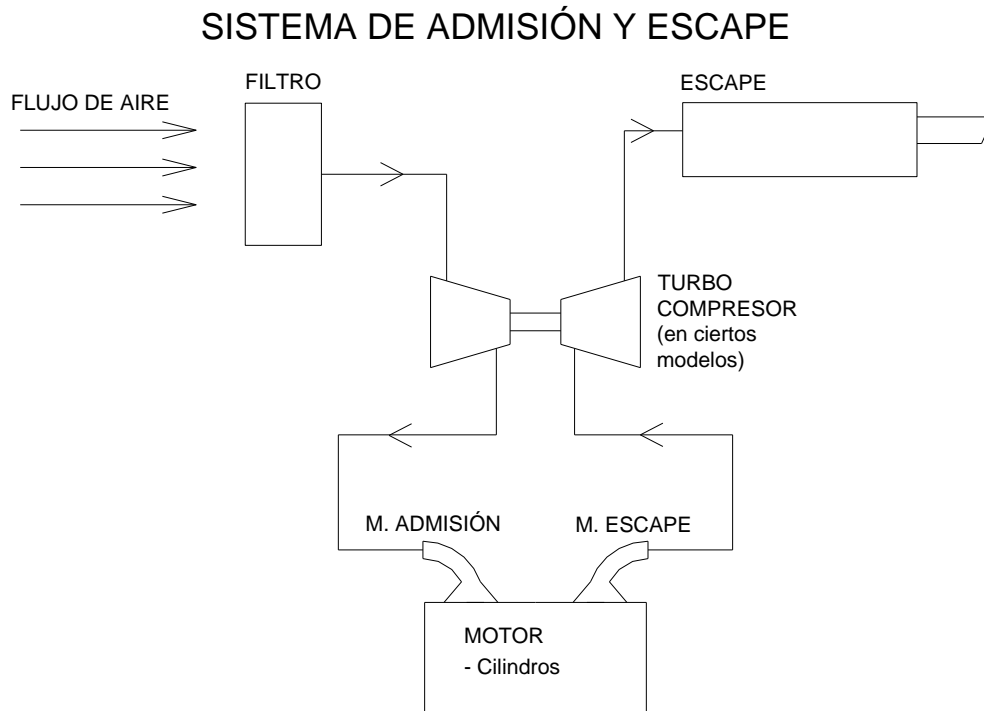 SISTEMA DE ADMISIÓN Y ESCAPE
FILTRO
ESCAPE
FLUJO DE AIRE
TURBO
COMPRESOR
(en ciertos
modelos)
M. ADMISIÓN
M. ESCAPE
MOTOR
- Cilindros